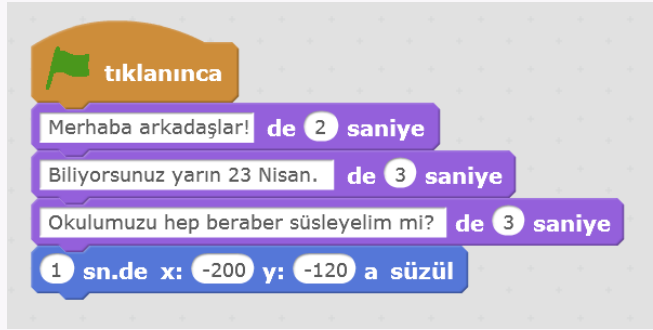 tıklanınca
Merhaba arkadaşlar! de 2 saniye
Biliyorsunuz yarın 23 Nisan. de 3 saniye
Okulumuzu hep beraber süsleyelim mi? de 3 saniye
1 sn.de x: -200 y: -120 a süzül